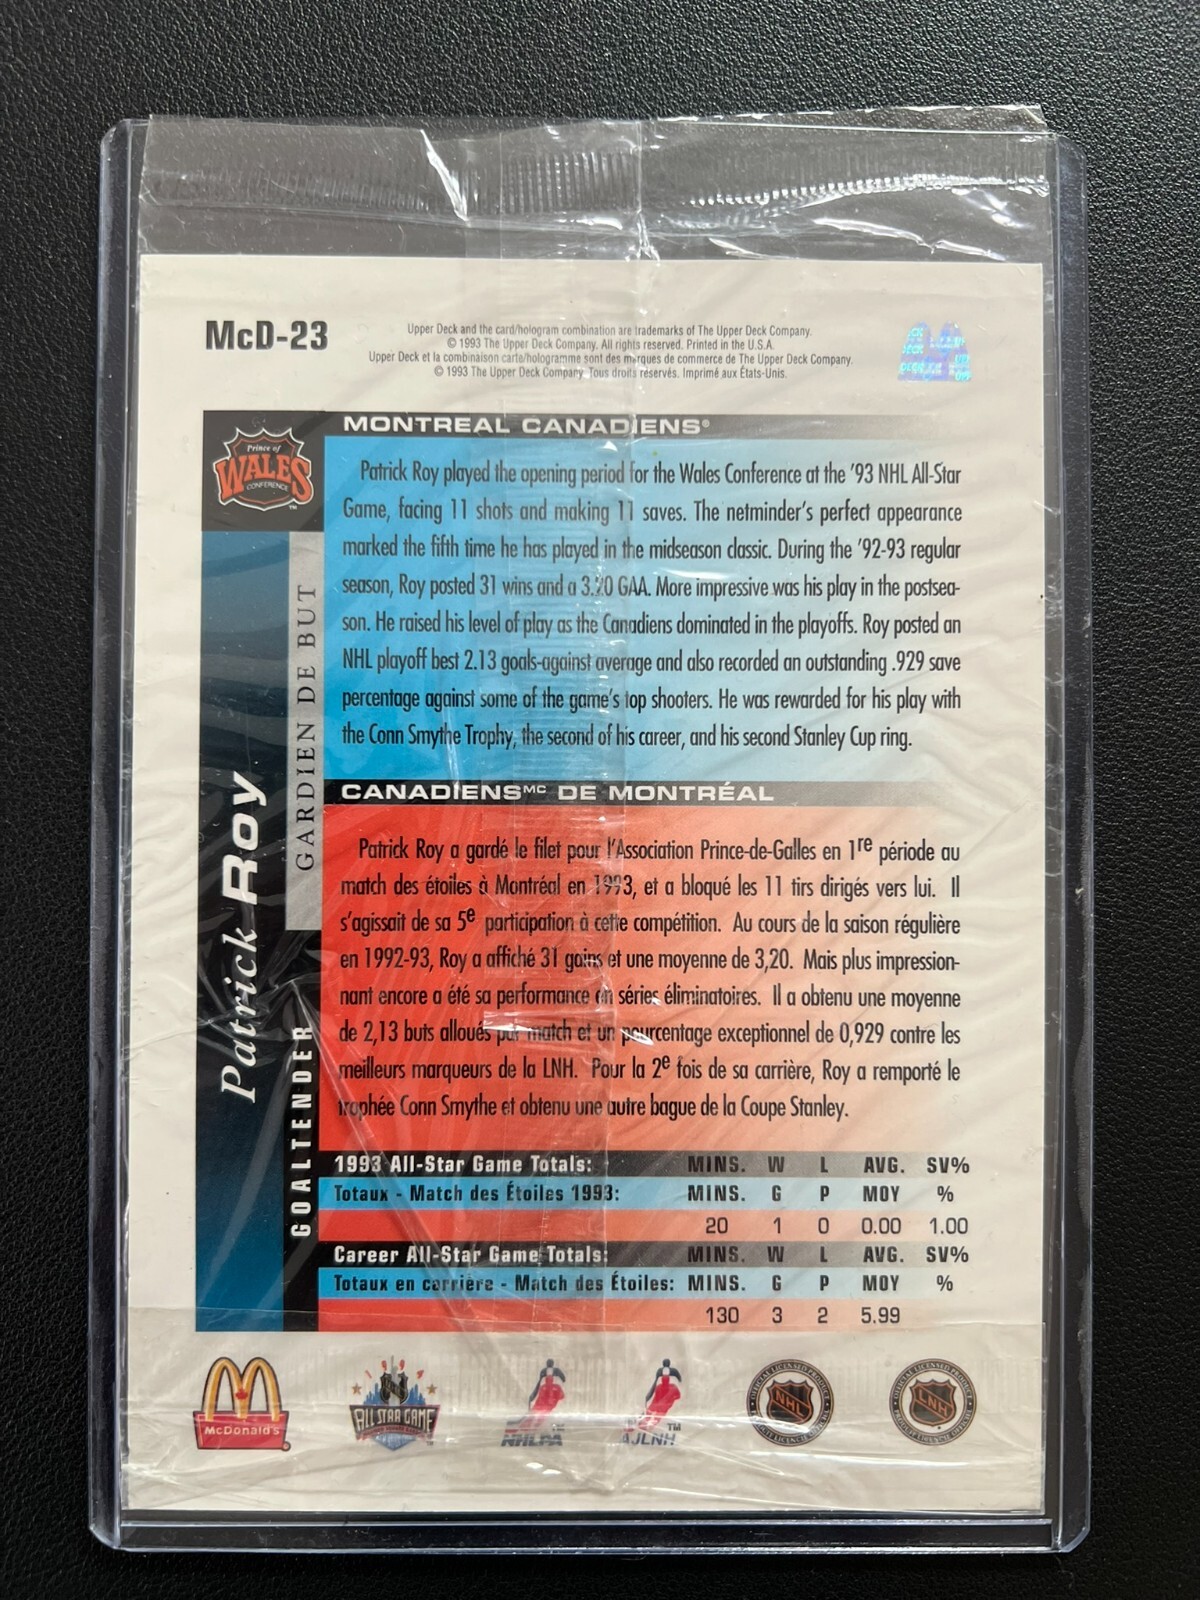 McD-23
Upper Deck and the card/hologram combination are trademarks of The Upper Deck Company.
© 1993 The Upper Deck Company. All rights reserved. Printed in the U.S.A.
Upper Deck et la combinaison carte/hologramme sont des marques de commerce de The Upper Deck Company.
© 1993 The Upper Deck Company. Tous droits réservés. Imprimé aux États-Unis.
MONTREAL CANADIENS®
Prince of
WALES
CONFERENCE
TM
Patrick Roy played the opening period for the Wales Conference at the '93 NHL All-Star
Game, facing 11 shots and making 11 saves. The netminder's perfect appearance
marked the fifth time he has played in the midseason classic. During the '92-93 regular
season, Roy posted 31 wins and a 3.20 GAA. More impressive was his play in the postsea-
son. He raised his level of play as the Canadiens dominated in the playoffs. Roy posted an
NHL playoff best 2.13 goals-against average and also recorded an outstanding .929 save
percentage against some of the game's top shooters. He was rewarded for his play with
the Conn Smythe Trophy, the second of his career, and his second Stanley Cup ring.
GARDIEN DE BUT
Patrick Roy
GOALTENDER
CANADIENS MC DE MONTRÉAL
Patrick Roy a gardé le filet pour l'Association Prince-de-Galles en 1re période au
match des étoiles à Montréal en 1993, et a bloqué les 11 tirs dirigés vers lui. Il
s'agissait de sa 5e participation à cette compétition. Au cours de la saison régulière
en 1992-93, Roy a affiché 31 gains et une moyenne de 3,20. Mais plus impression-
nant encore a été sa performance en séries éliminatoires. Il a obtenu une moyenne
de 2,13 buts alloués par match et un pourcentage exceptionnel de 0,929 contre les
meilleurs marqueurs de la LNH. Pour la 2e fois de sa carrière, Roy a remporté le
trophée Conn Smythe et obtenu une autre bague de la Coupe Stanley.
1993 All-Star Game Totals: MINS. W L AVG. SV%
Totaux - Match des Étoiles 1993: MINS. G P MOY %
20 1 0 0.00 1.00
Career All-Star Game Totals: MINS. W L AVG. SV%
Totaux en carrière - Match des Étoiles: MINS. G P MOY %
130 3 2 5.99
McDonald's ®
ALL STAR GAME
NHLPA TM
AJLNH TM
NHL
LNH